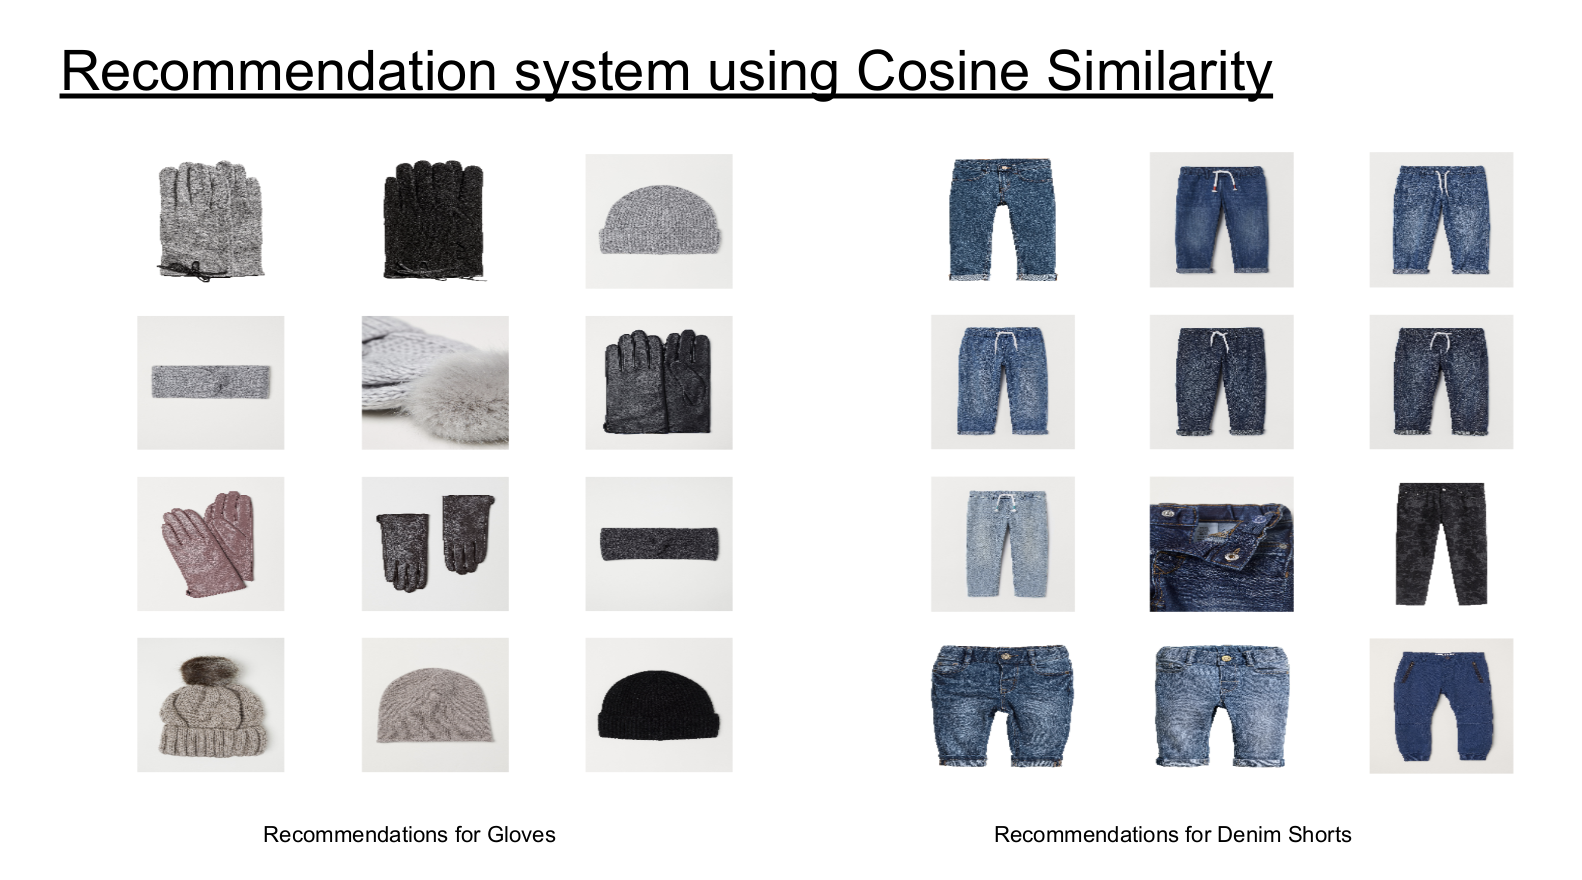 Recommendation system using Cosine Similarity
Recommendations for Gloves
Recommendations for Denim Shorts